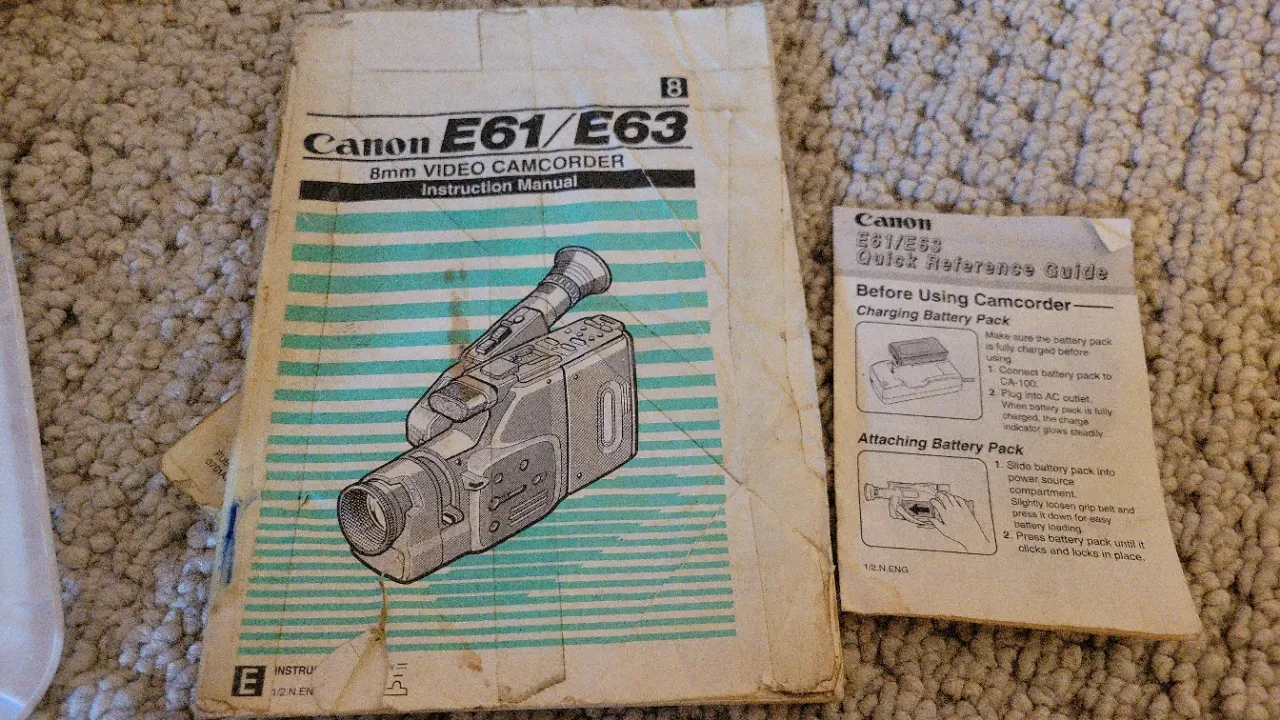 8
Canon E61/E63
8mm VIDEO CAMCORDER
Instruction Manual
E
1/2.N.EN
Canon
E61/E63
Quick Reference Guide
Before Using Camcorder
Charging Battery Pack
Make sure the battery pack
is fully charged before
using.
1. Connect battery pack to
CA-100.
2. Plug into AC outlet.
When battery pack is fully
charged, the charge
indicator glows steadily
Attaching Battery Pack
1. Slide battery pack into
power source
compartment.
Slightly loosen grip belt and
press it down for easy
battery loading.
2. Press battery pack until it
clicks and locks in place.
1/2.N.ENG